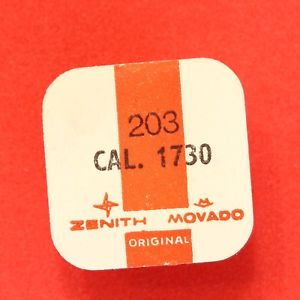 203
CAL. 1730
ZENITH MOVADO
ORIGINAL